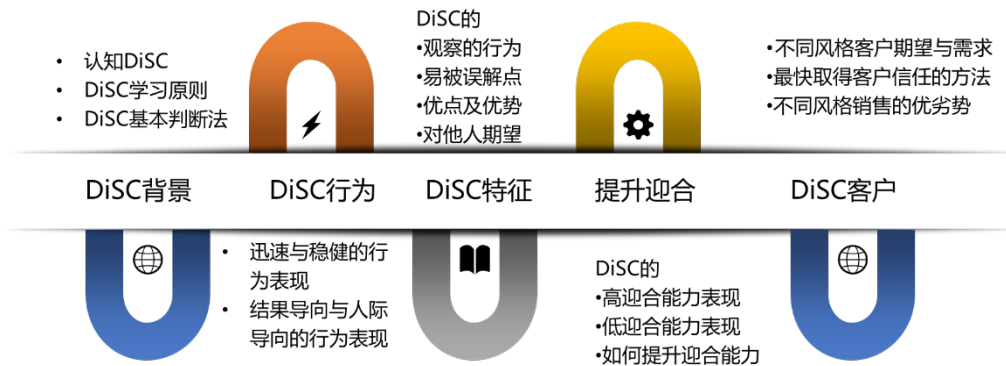 • 认知DiSC
• DiSC学习原则
• DiSC基本判断法
DiSC的
•观察的行为
•易被误解点
•优点及优势
•对他人期望
•不同风格客户期望与需求
•最快取得客户信任的方法
•不同风格销售的优劣势
DiSC背景
DiSC行为
DiSC特征
提升迎合
DiSC客户
• 迅速与稳健的行
为表现
• 结果导向与人际
导向的行为表现
DiSC的
•高迎合能力表现
•低迎合能力表现
•如何提升迎合能力